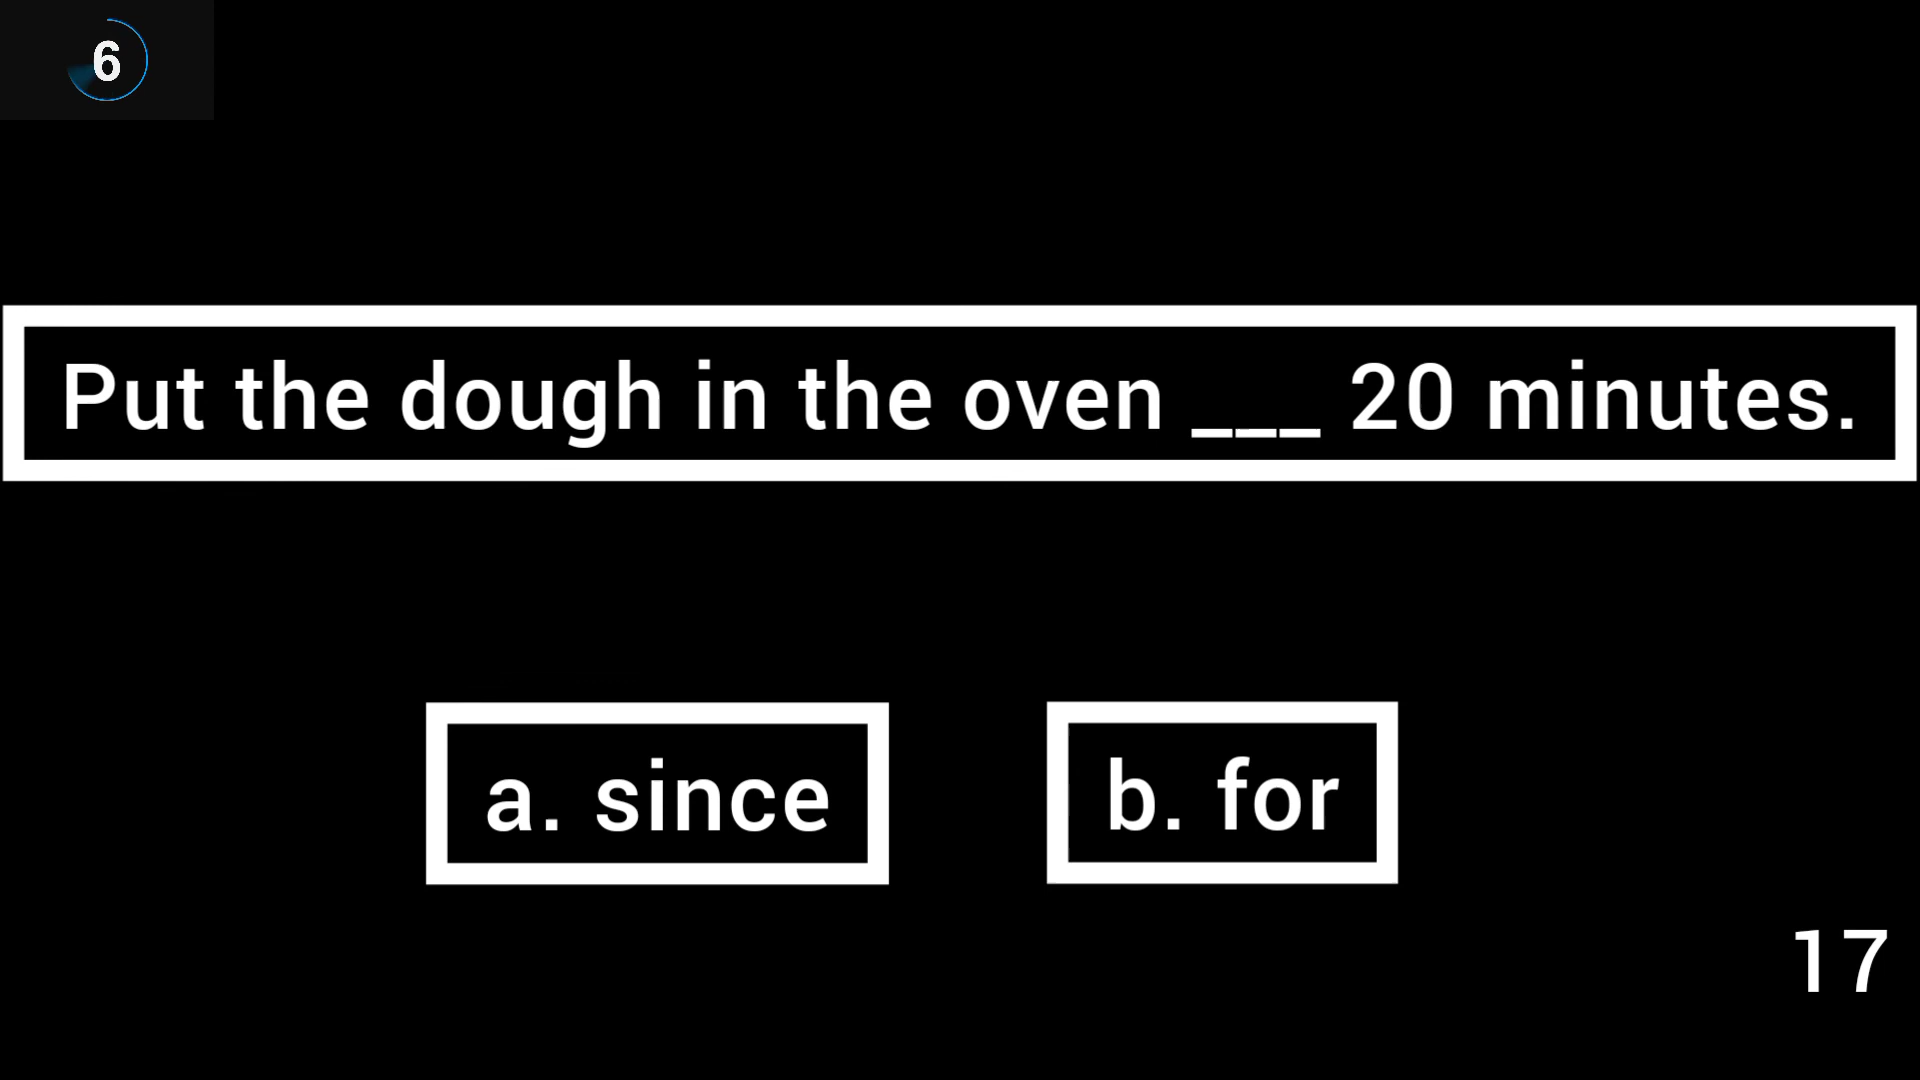 6
Put the dough in the oven ___ 20 minutes.
a. since
b. for
17